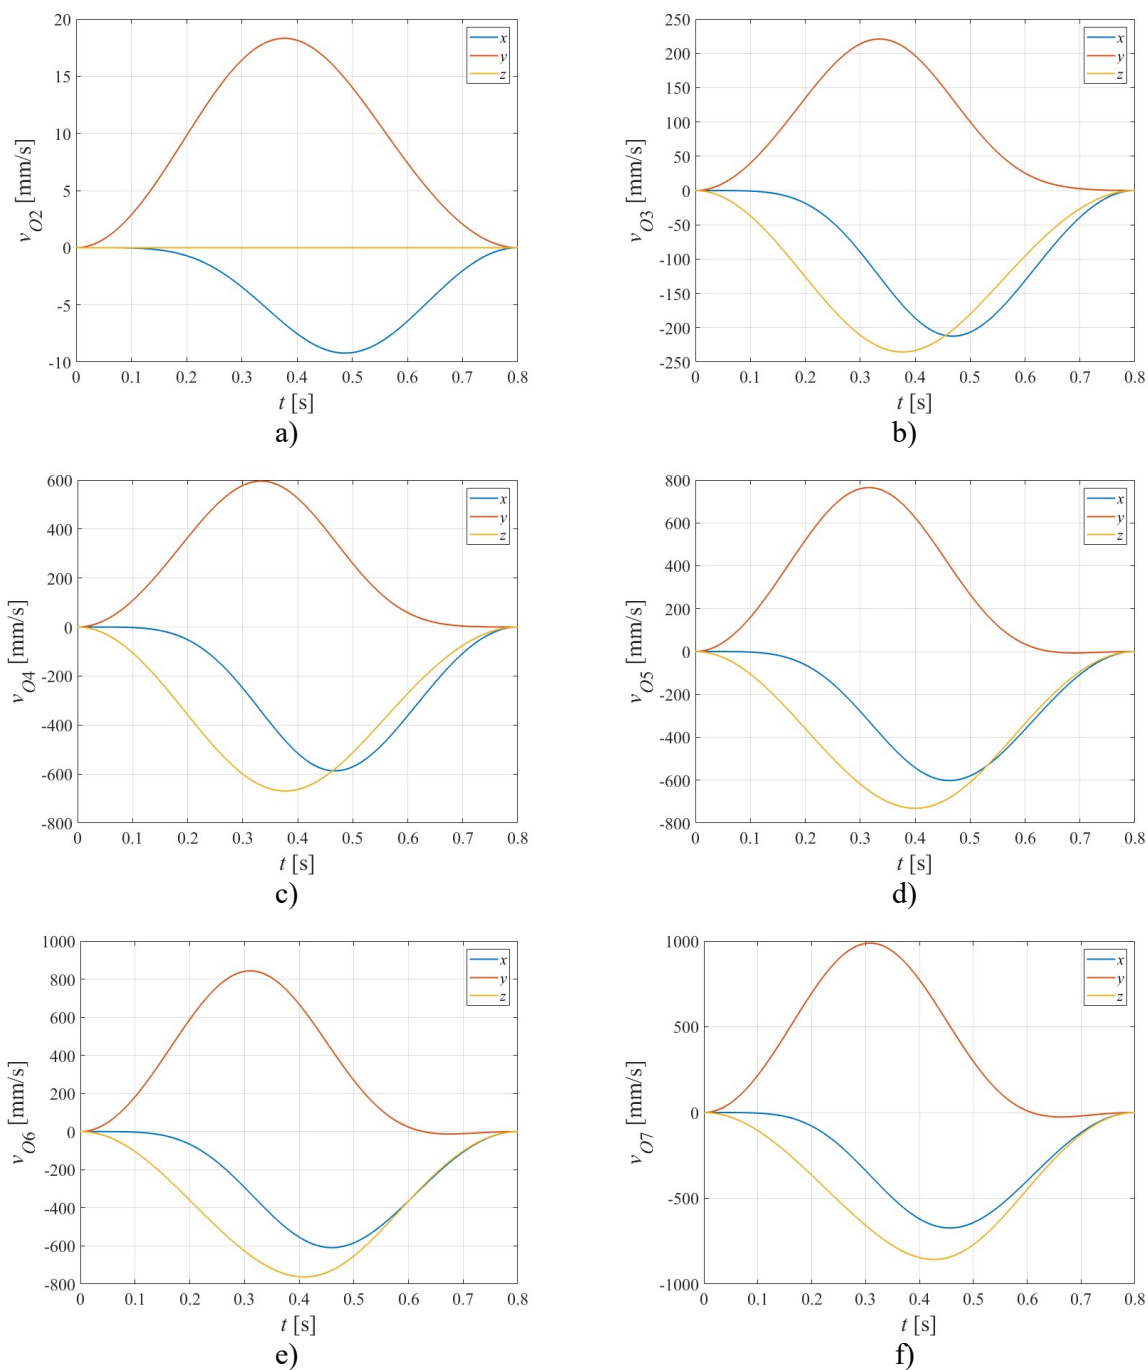 20
15
10
5
0
-5
-10
0 0.1 0.2 0.3 0.4 0.5 0.6 0.7 0.8
v_O2 [mm/s]
t [s]
x
y
z
a)
250
200
150
100
50
0
-50
-100
-150
-200
-250
0 0.1 0.2 0.3 0.4 0.5 0.6 0.7 0.8
v_O3 [mm/s]
t [s]
x
y
z
b)
600
400
200
0
-200
-400
-600
-800
0 0.1 0.2 0.3 0.4 0.5 0.6 0.7 0.8
v_O4 [mm/s]
t [s]
x
y
z
c)
800
600
400
200
0
-200
-400
-600
-800
0 0.1 0.2 0.3 0.4 0.5 0.6 0.7 0.8
v_O5 [mm/s]
t [s]
x
y
z
d)
1000
800
600
400
200
0
-200
-400
-600
-800
0 0.1 0.2 0.3 0.4 0.5 0.6 0.7 0.8
v_O6 [mm/s]
t [s]
x
y
z
e)
1000
500
0
-500
-1000
0 0.1 0.2 0.3 0.4 0.5 0.6 0.7 0.8
v_O7 [mm/s]
t [s]
x
y
z
f)